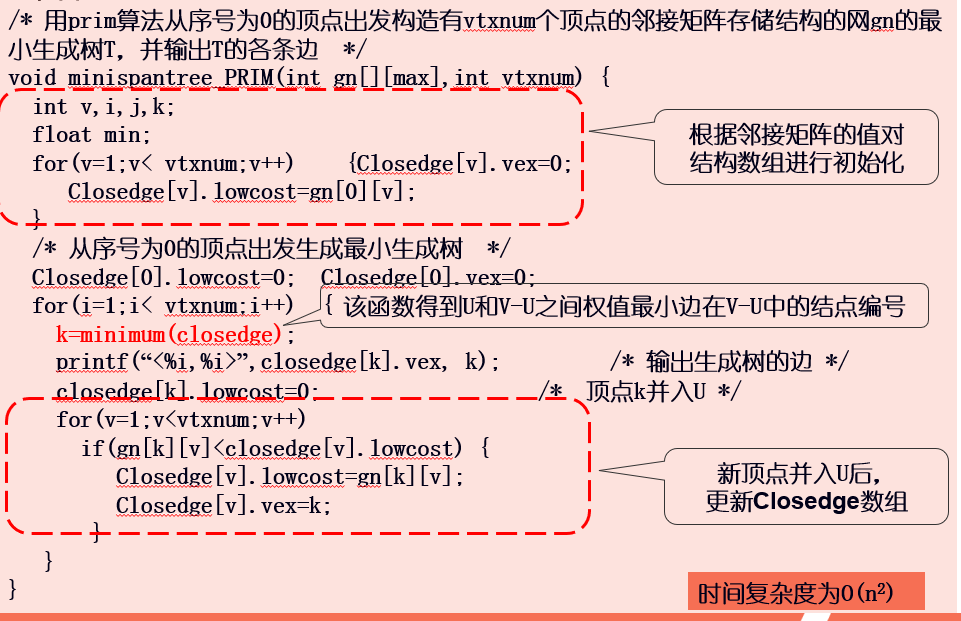 /* 用prim算法从序号为0的顶点出发构造有vtxnum个顶点的邻接矩阵存储结构的网gn的最
小生成树T，并输出T的各条边 */
void minispantree_PRIM(int gn[][max],int vtxnum) {
int v,i,j,k;
float min;
for(v=1;v< vtxnum;v++) {Closedge[v].vex=0;
Closedge[v].lowcost=gn[0][v];
}
根据邻接矩阵的值对
结构数组进行初始化
/* 从序号为0的顶点出发生成最小生成树 */
Closedge[0].lowcost=0; Closedge[0].vex=0;
for(i=1;i< vtxnum;i++) {
该函数得到U和V-U之间权值最小边在V-U中的结点编号
k=minimum(closedge);
printf(“<%i,%i>”,closedge[k].vex, k); /* 输出生成树的边 */
closedge[k].lowcost=0; /* 顶点k并入U */
for(v=1;v<vtxnum;v++)
if(gn[k][v]<closedge[v].lowcost) {
Closedge[v].lowcost=gn[k][v];
Closedge[v].vex=k;
}
新顶点并入U后，
更新Closedge数组
}
}
时间复杂度为O(n²)